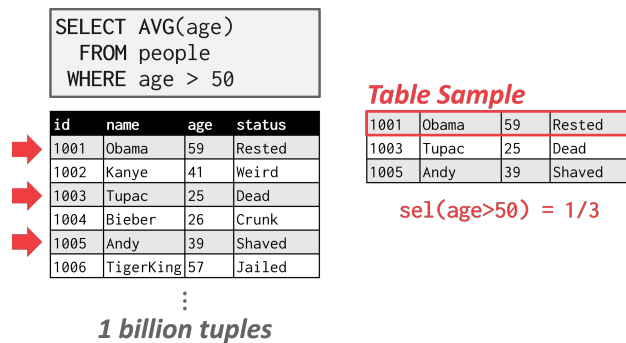 SELECT AVG(age)
FROM people
WHERE age > 50
id name age status
1001 Obama 59 Rested
1002 Kanye 41 Weird
1003 Tupac 25 Dead
1004 Bieber 26 Crunk
1005 Andy 39 Shaved
1006 TigerKing 57 Jailed
⋮
1 billion tuples
Table Sample
1001 Obama 59 Rested
1003 Tupac 25 Dead
1005 Andy 39 Shaved
sel(age>50) = 1/3